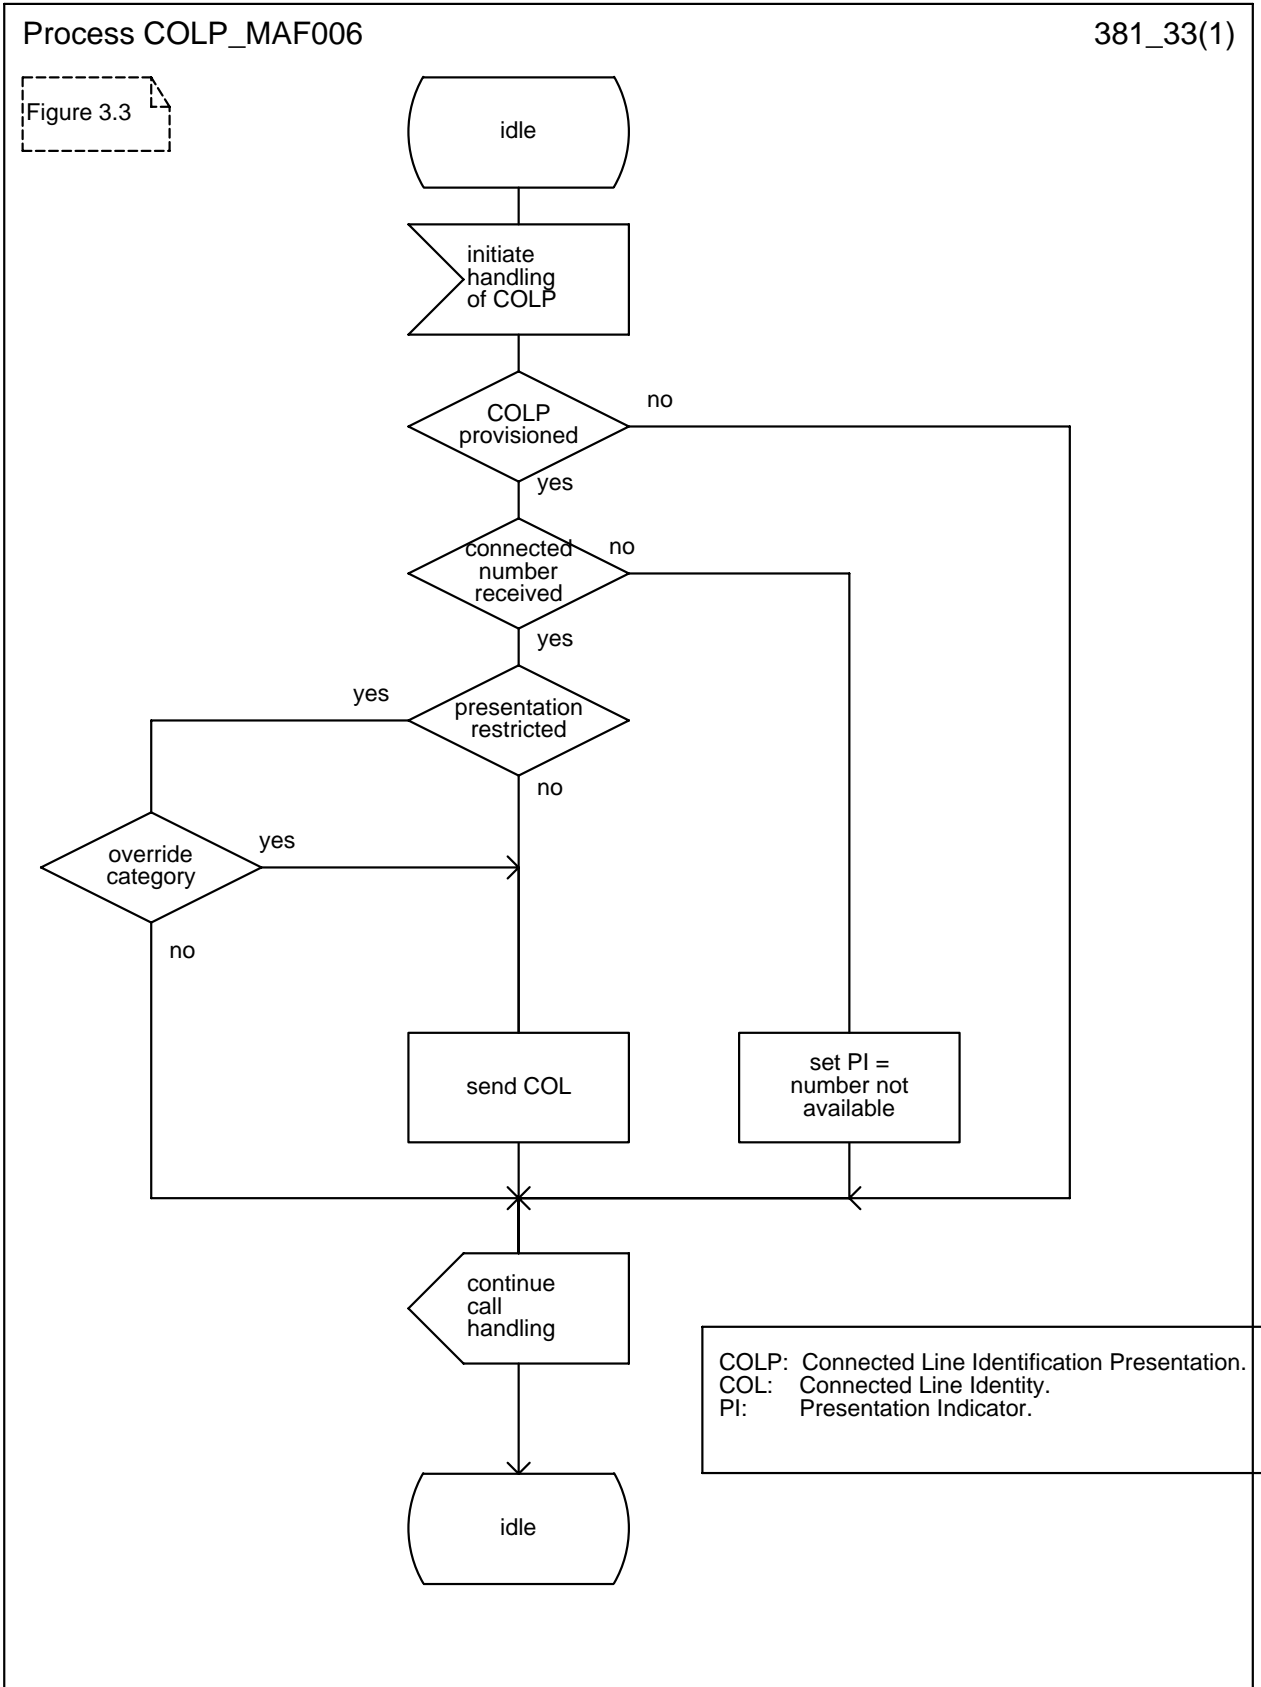 Process COLP_MAF006
381_33(1)
Figure 3.3
idle
initiate
handling
of COLP
COLP
provisioned
no
yes
connected
number
received
no
yes
presentation
restricted
yes
no
override
category
yes
no
send COL
set PI =
number not
available
continue
call
handling
COLP: Connected Line Identification Presentation.
COL: Connected Line Identity.
PI: Presentation Indicator.
idle